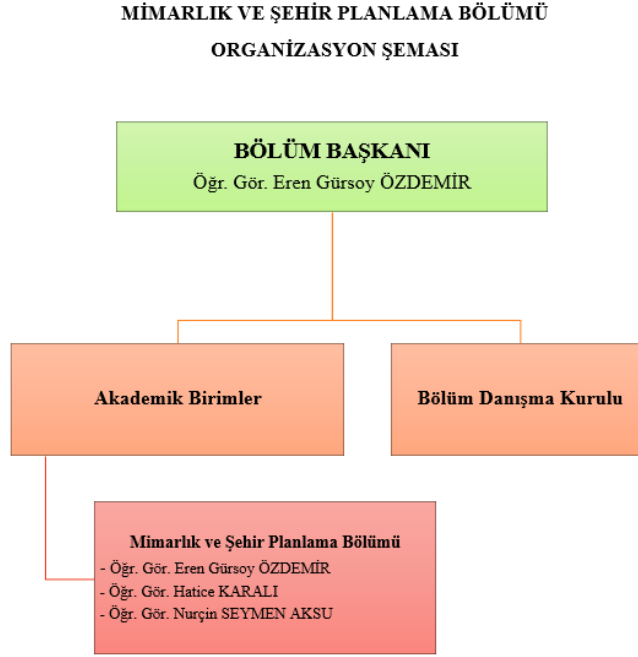 MİMARLIK VE ŞEHİR PLANLAMA BÖLÜMÜ
ORGANİZASYON ŞEMASI
BÖLÜM BAŞKANI
Öğr. Gör. Eren Gürsoy ÖZDEMİR
Akademik Birimler
Bölüm Danışma Kurulu
Mimarlık ve Şehir Planlama Bölümü
- Öğr. Gör. Eren Gürsoy ÖZDEMİR
- Öğr. Gör. Hatice KARALI
- Öğr. Gör. Nurçin SEYMEN AKSU